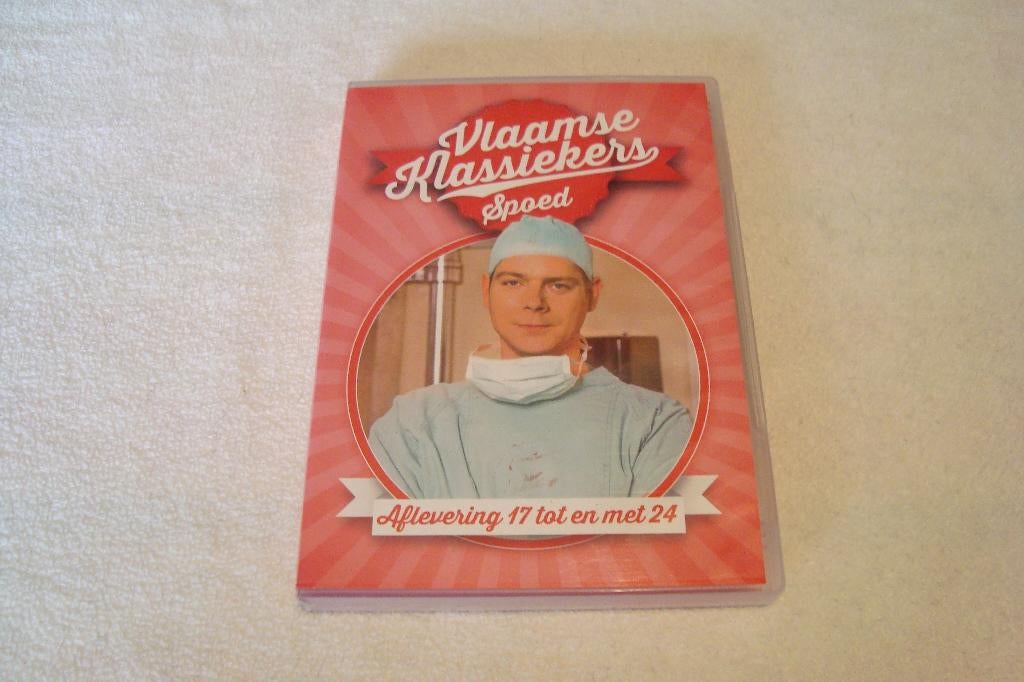 Vlaamse
Klassiekers
Spoed
Aflevering 17 tot en met 24